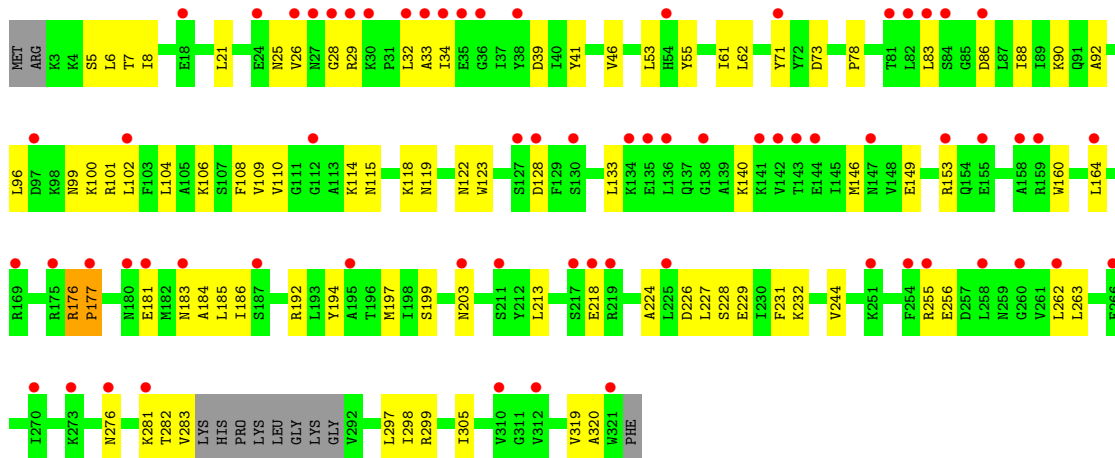 MET ARG K3 K4 S5 L6 T7 I8 E18 L21 E24 N25 V26 N27 G28 R29 K30 P31 L32 A33 I34 E35 G36 I37 Y38 D39 I40 Y41 V46 L53 H54 Y55 I61 L62 Y71 Y72 D73 P78 T81 L82 L83 S84 G85 D86 L87 I88 I89 K90 Q91 A92
L96 D97 K98 N99 K100 R101 L102 F103 L104 A105 K106 S107 F108 V109 V110 G111 G112 A113 K114 N115 K118 N119 N122 W123 S127 D128 F129 S130 L133 K134 E135 L136 Q137 G138 A139 K140 K141 V142 T143 E144 I145 M146 N147 V148 E149 R153 Q154 E155 A158 R159 W160 L164
R169 R175 R176 P177 N180 E181 M182 N183 A184 L185 I186 S187 R192 L193 Y194 A195 T196 M197 I198 S199 N203 S211 Y212 L213 S217 E218 R219 A224 L225 D226 L227 S228 E229 I230 F231 K232 V244 K251 F254 R255 E256 D257 L258 N259 G260 V261 L262 L263
I270 K273 N276 K281 T282 V283 LYS HIS PRO LYS LEU GLY LYS GLY V292 L297 I298 R299 I305 V310 G311 V312 V319 A320 W321 PHE